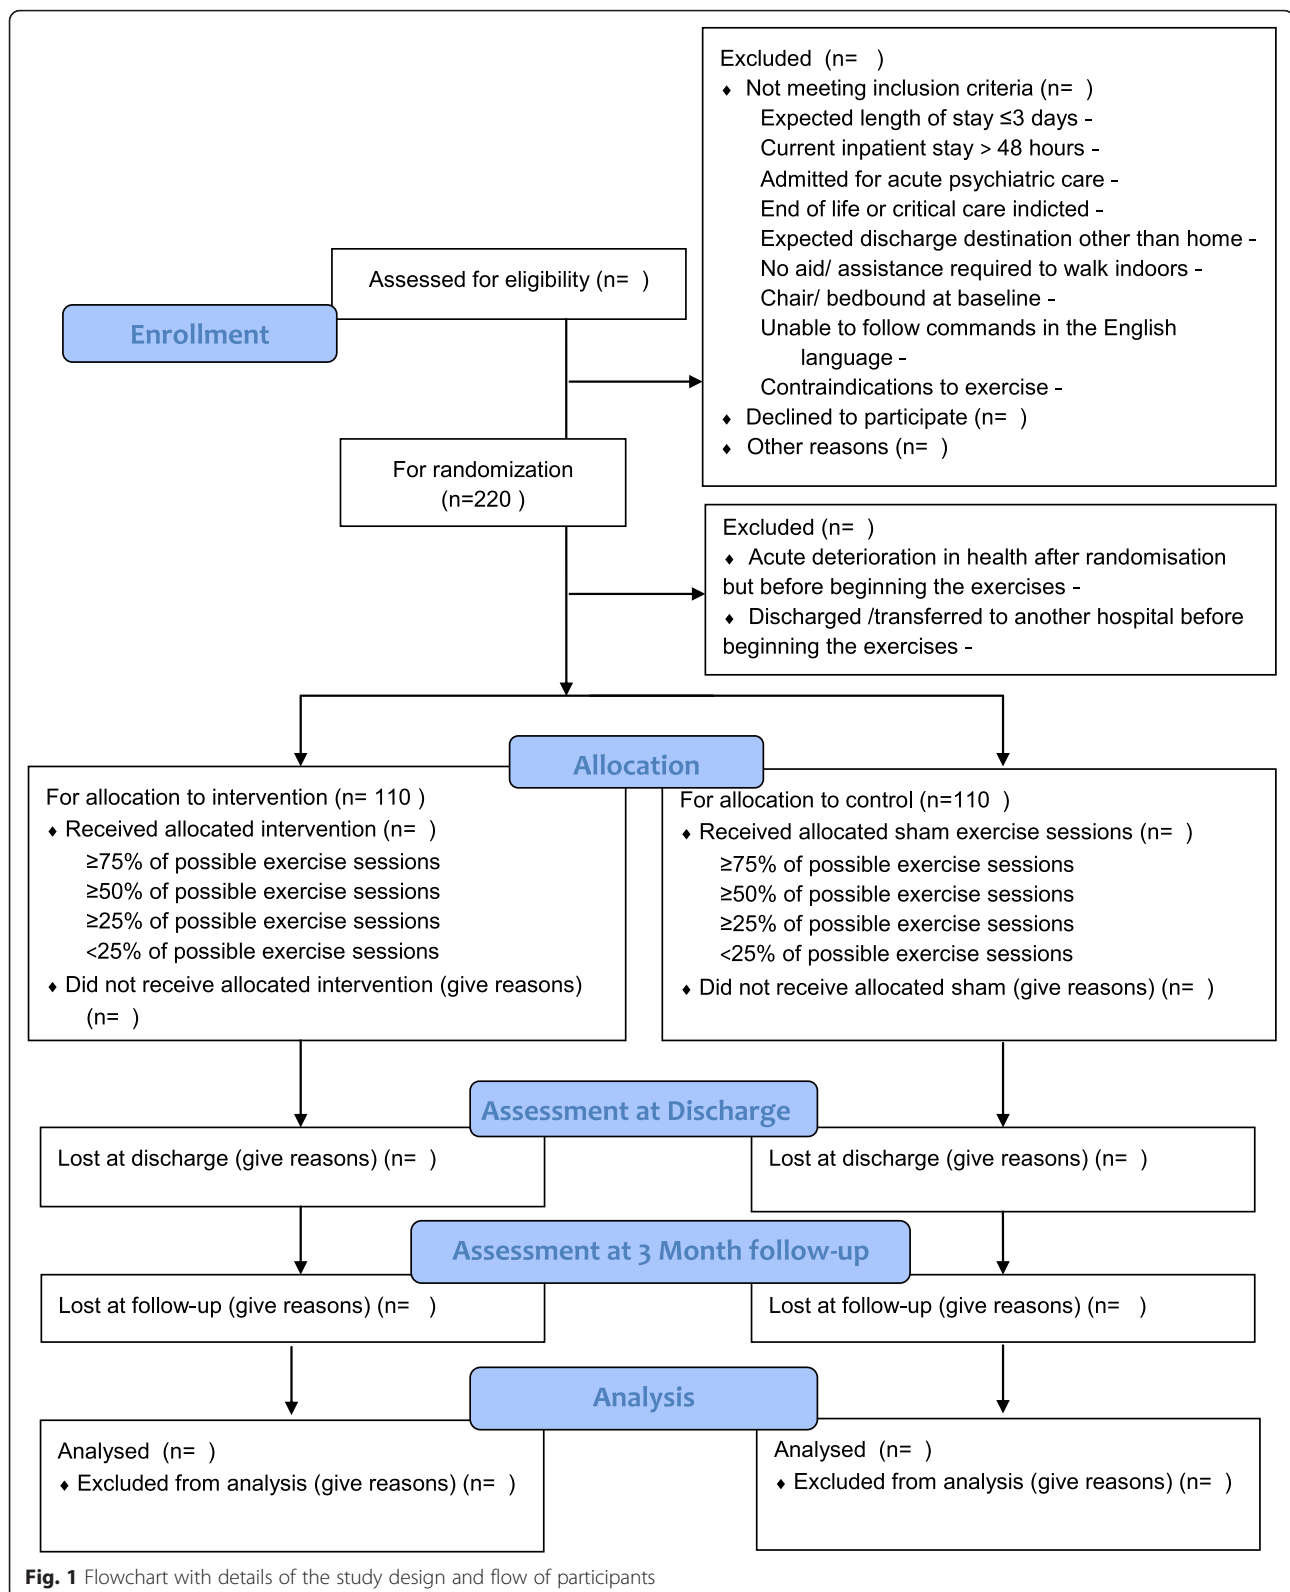 Excluded (n= )
♦ Not meeting inclusion criteria (n= )
Expected length of stay ≤3 days -
Current inpatient stay > 48 hours -
Admitted for acute psychiatric care -
End of life or critical care indicted -
Expected discharge destination other than home -
No aid/ assistance required to walk indoors -
Chair/ bedbound at baseline -
Unable to follow commands in the English
language -
Contraindications to exercise -
♦ Declined to participate (n= )
♦ Other reasons (n= )
Assessed for eligibility (n= )
Enrollment
For randomization
(n=220 )
Excluded (n= )
♦ Acute deterioration in health after randomisation
but before beginning the exercises -
♦ Discharged /transferred to another hospital before
beginning the exercises -
Allocation
For allocation to intervention (n= 110 )
♦ Received allocated intervention (n= )
≥75% of possible exercise sessions
≥50% of possible exercise sessions
≥25% of possible exercise sessions
<25% of possible exercise sessions
♦ Did not receive allocated intervention (give reasons)
(n= )
For allocation to control (n=110 )
♦ Received allocated sham exercise sessions (n= )
≥75% of possible exercise sessions
≥50% of possible exercise sessions
≥25% of possible exercise sessions
<25% of possible exercise sessions
♦ Did not receive allocated sham (give reasons) (n= )
Assessment at Discharge
Lost at discharge (give reasons) (n= )
Lost at discharge (give reasons) (n= )
Assessment at 3 Month follow-up
Lost at follow-up (give reasons) (n= )
Lost at follow-up (give reasons) (n= )
Analysis
Analysed (n= )
♦ Excluded from analysis (give reasons) (n= )
Analysed (n= )
♦ Excluded from analysis (give reasons) (n= )
Fig. 1 Flowchart with details of the study design and flow of participants